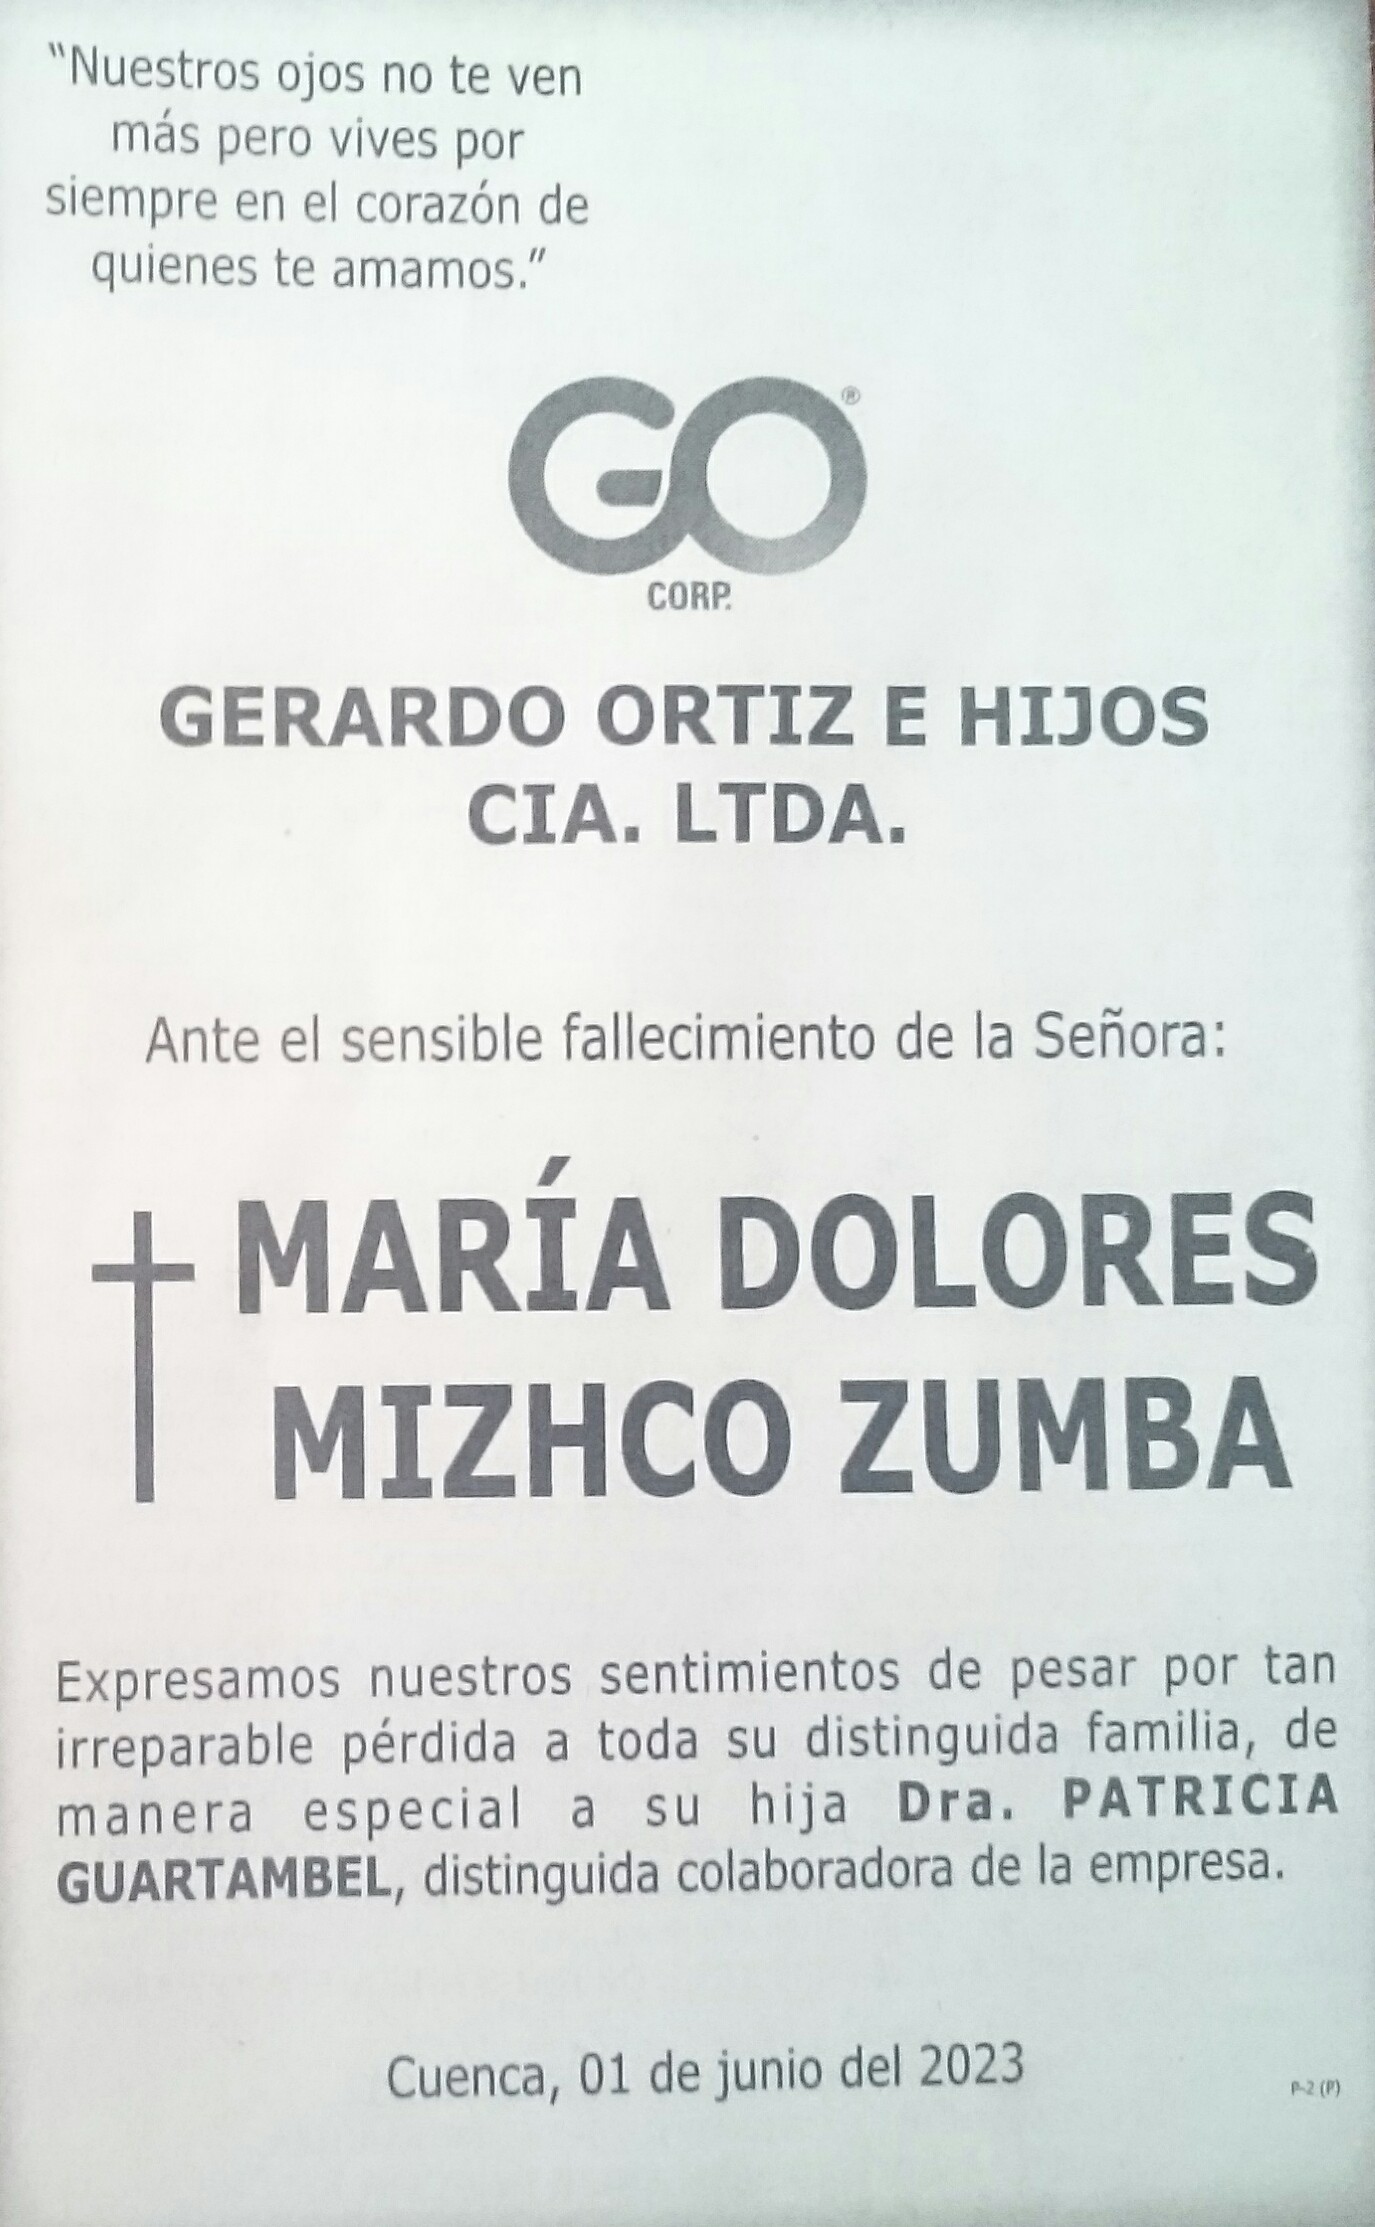 “Nuestros ojos no te ven
más pero vives por
siempre en el corazón de
quienes te amamos.”
GO®
CORP.
GERARDO ORTIZ E HIJOS
CIA. LTDA.
Ante el sensible fallecimiento de la Señora:
MARÍA DOLORES
MIZHCO ZUMBA
Expresamos nuestros sentimientos de pesar por tan
irreparable pérdida a toda su distinguida familia, de
manera especial a su hija Dra. PATRICIA
GUARTAMBEL, distinguida colaboradora de la empresa.
Cuenca, 01 de junio del 2023
P-2 (P)